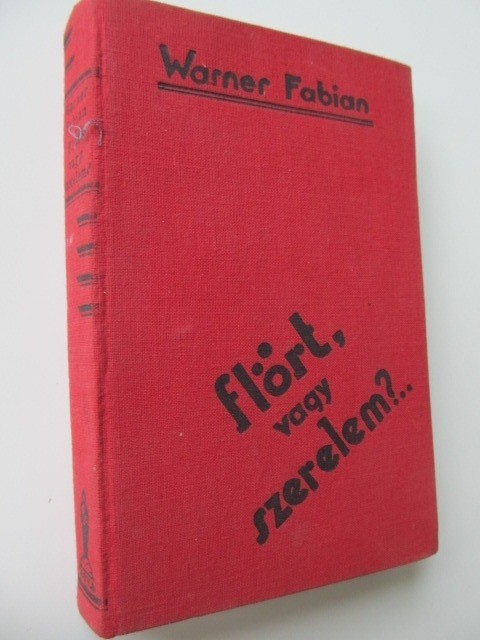 Warner Fabian
flört,
vagy
szerelem?..